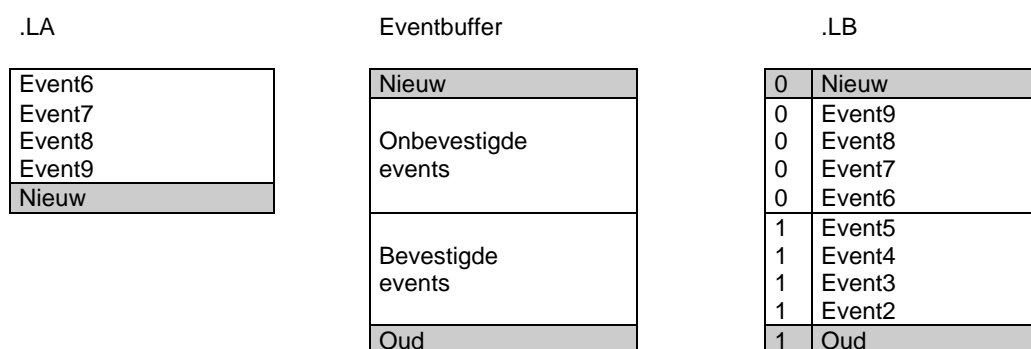 .LA
Event6
Event7
Event8
Event9
Nieuw
Eventbuffer
Nieuw
Onbevestigde
events
Bevestigde
events
Oud
.LB
0 Nieuw
0 Event9
0 Event8
0 Event7
0 Event6
1 Event5
1 Event4
1 Event3
1 Event2
1 Oud